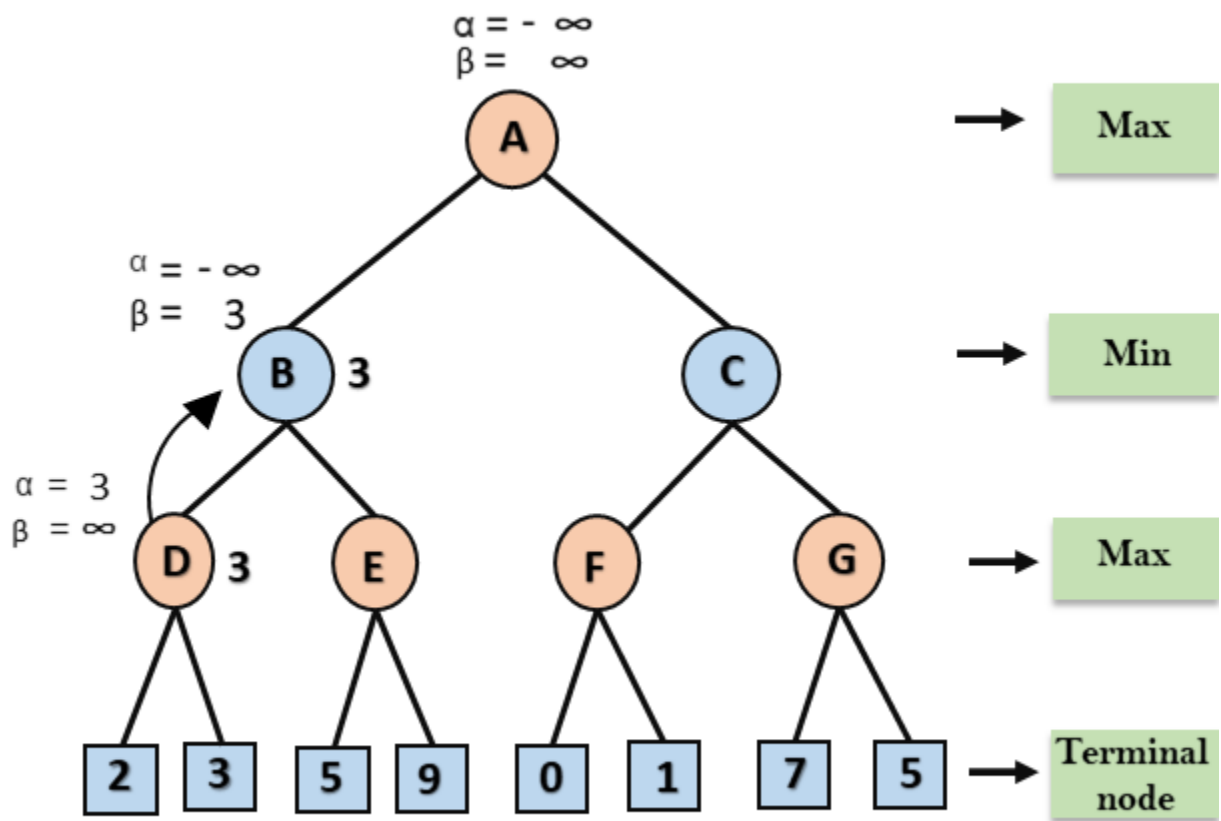 α = - ∞
β = ∞
A
Max
α = - ∞
β = 3
B
3
C
Min
α = 3
β = ∞
D
3
E
F
G
Max
2
3
5
9
0
1
7
5
Terminal
node